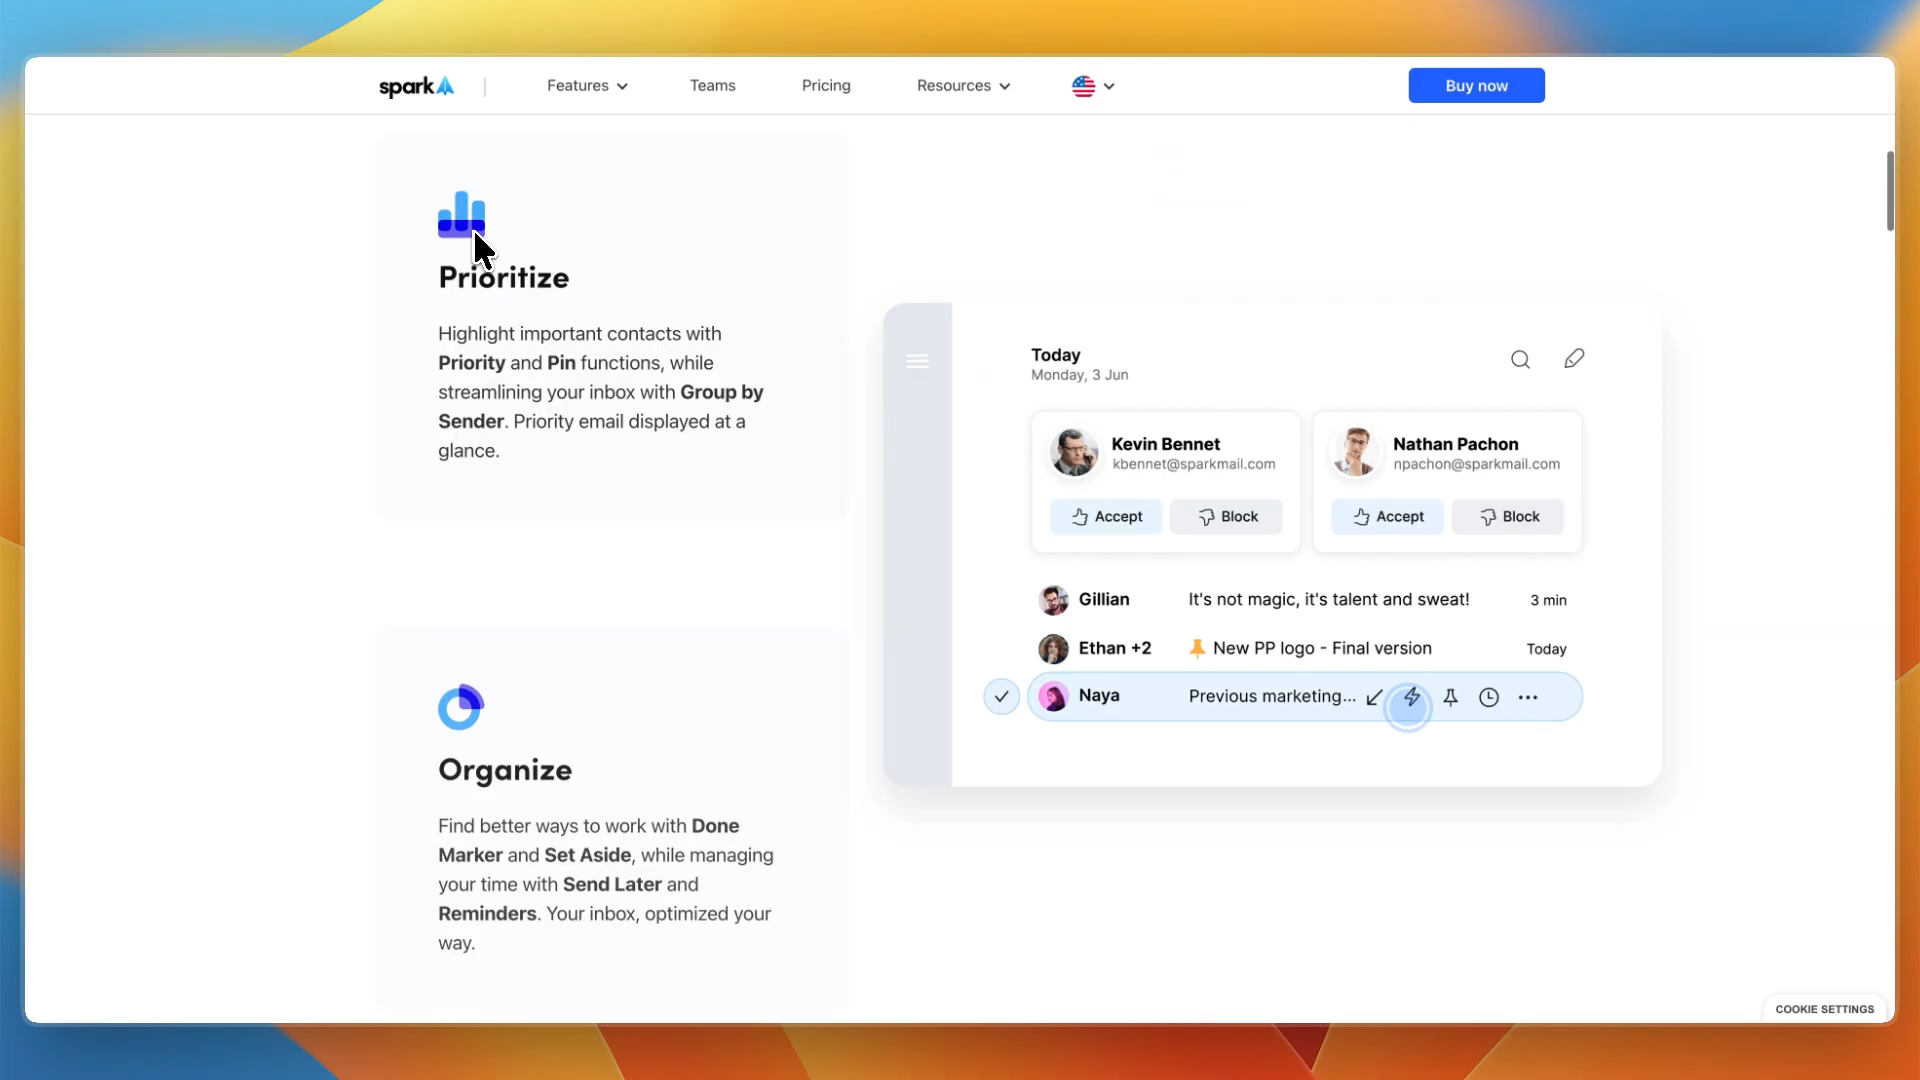 spark
Features
Teams
Pricing
Resources
Buy now
Prioritize
Highlight important contacts with
Priority and Pin functions, while
streamlining your inbox with Group by
Sender. Priority email displayed at a
glance.
Organize
Find better ways to work with Done
Marker and Set Aside, while managing
your time with Send Later and
Reminders. Your inbox, optimized your
way.
Today
Monday, 3 Jun
Kevin Bennet
kbennet@sparkmail.com
Accept
Block
Nathan Pachon
npachon@sparkmail.com
Accept
Block
Gillian It's not magic, it's talent and sweat! 3 min
Ethan +2 New PP logo - Final version Today
Naya Previous marketing...
COOKIE SETTINGS